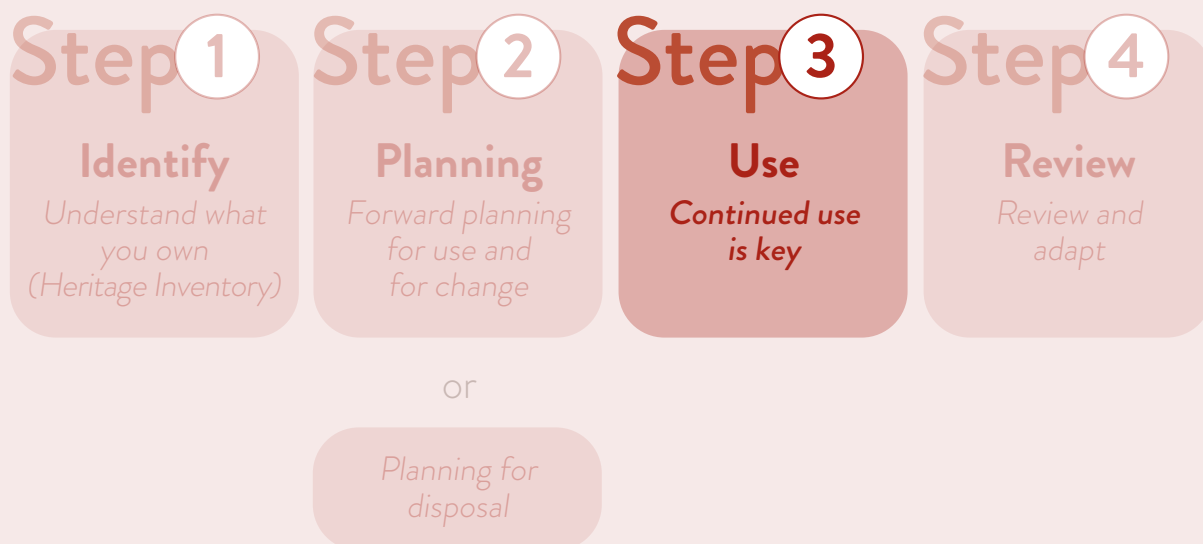 Step 1
Identify
Understand what
you own
(Heritage Inventory)
Step 2
Planning
Forward planning
for use and
for change
or
Planning for
disposal
Step 3
Use
Continued use
is key
Step 4
Review
Review and
adapt